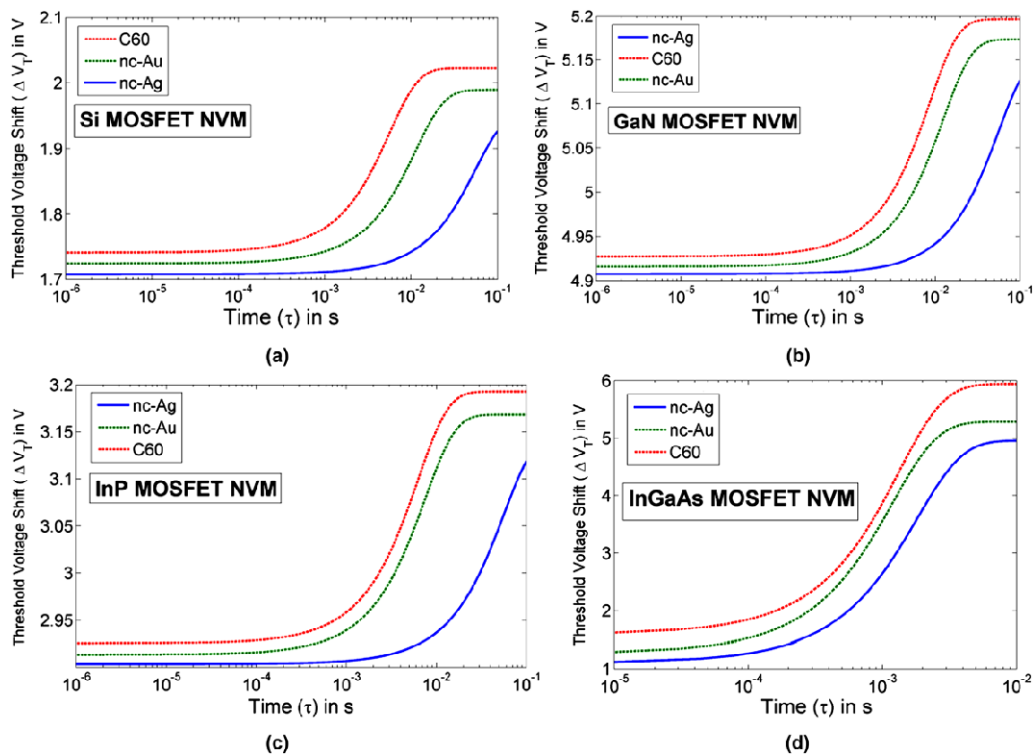 2.1
2
1.9
1.8
1.7
Threshold Voltage Shift ( Δ V_T) in V
C60
nc-Au
nc-Ag
Si MOSFET NVM
10^-6 10^-5 10^-4 10^-3 10^-2 10^-1
Time (τ) in s
(a)
5.2
5.15
5.1
5.05
5
4.95
4.9
Threshold Voltage Shift ( Δ V_T) in V
nc-Ag
C60
nc-Au
GaN MOSFET NVM
10^-6 10^-5 10^-4 10^-3 10^-2 10^-1
Time (τ) in s
(b)
3.2
3.15
3.1
3.05
3
2.95
Threshold Voltage Shift ( Δ V_T) in V
nc-Ag
nc-Au
C60
InP MOSFET NVM
10^-6 10^-5 10^-4 10^-3 10^-2 10^-1
Time (τ) in s
(c)
6
5
4
3
2
1
Threshold Voltage Shift ( Δ V_T) in V
nc-Ag
nc-Au
C60
InGaAs MOSFET NVM
10^-5 10^-4 10^-3 10^-2
Time (τ) in s
(d)